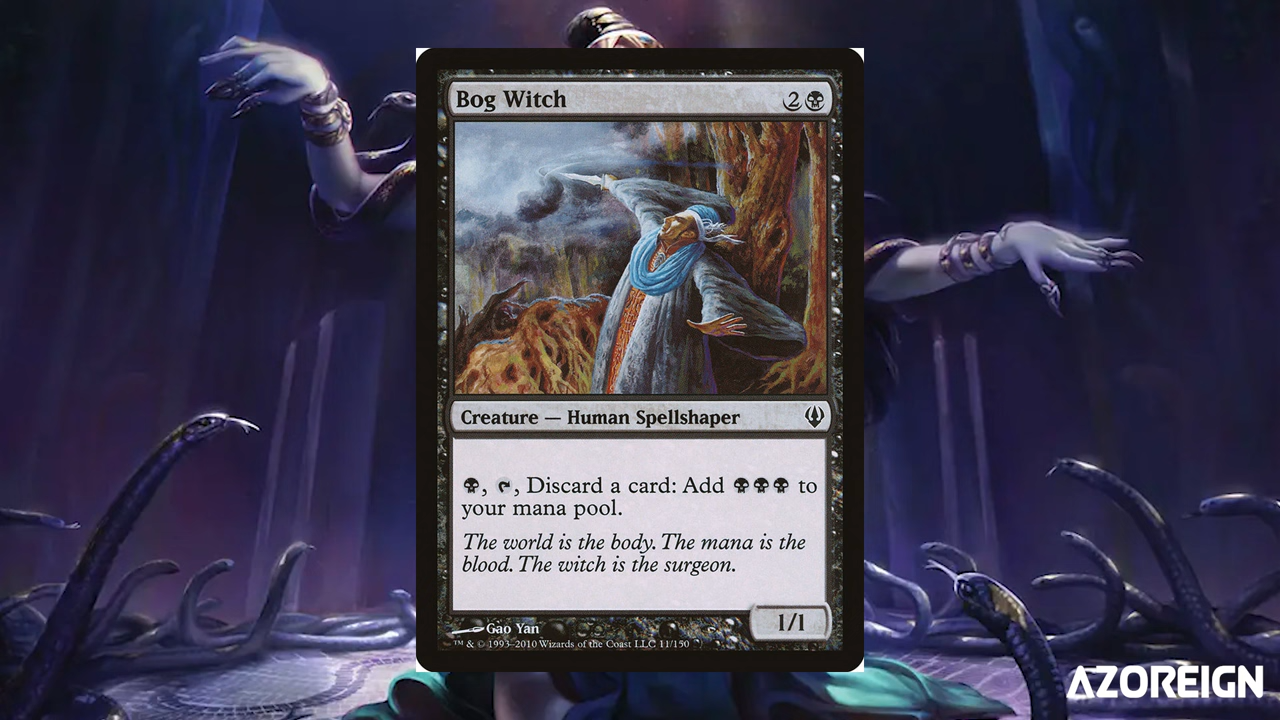 Bog Witch 2
Creature — Human Spellshaper
, , Discard a card: Add to
your mana pool.
The world is the body. The mana is the
blood. The witch is the surgeon.
1/1
Gao Yan
™ & © 1993–2010 Wizards of the Coast LLC 11/150
AZOREIGN